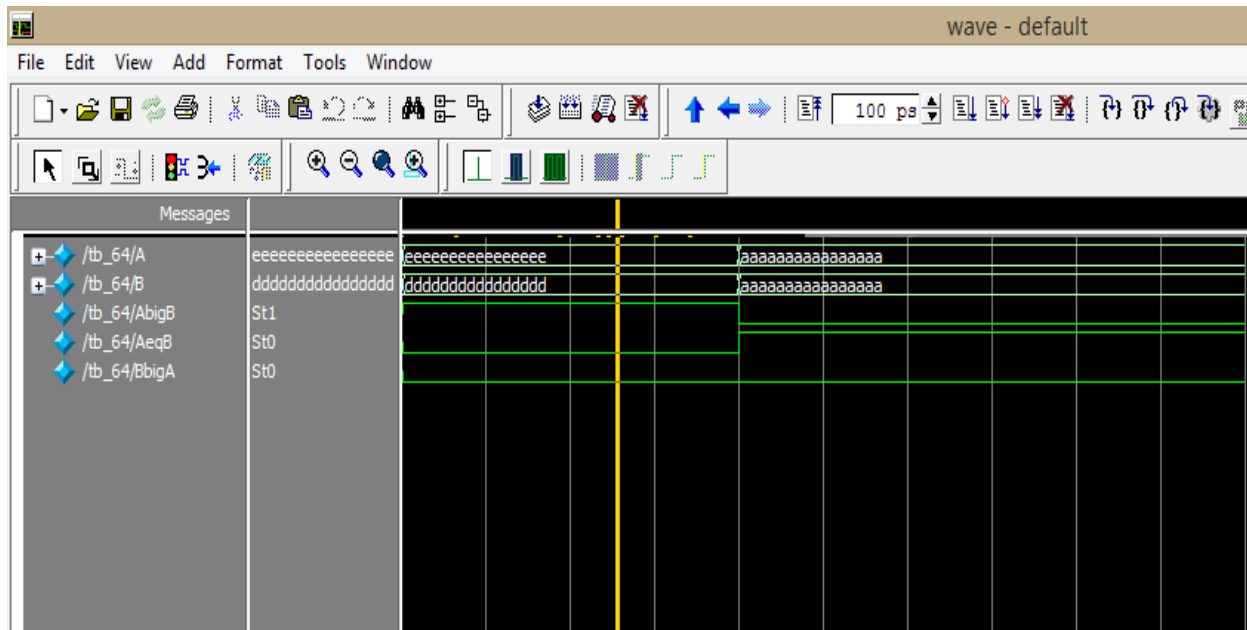 wave - default
File Edit View Add Format Tools Window
100 ps
Messages
/tb_64/A eeeeeeeeeeeeeeee eeeeeeeeeeeeeeee aaaaaaaaaaaaaaaa
/tb_64/B dddddddddddddddd dddddddddddddddd aaaaaaaaaaaaaaaa
/tb_64/AbigB St1
/tb_64/AeqB St0
/tb_64/BbigA St0